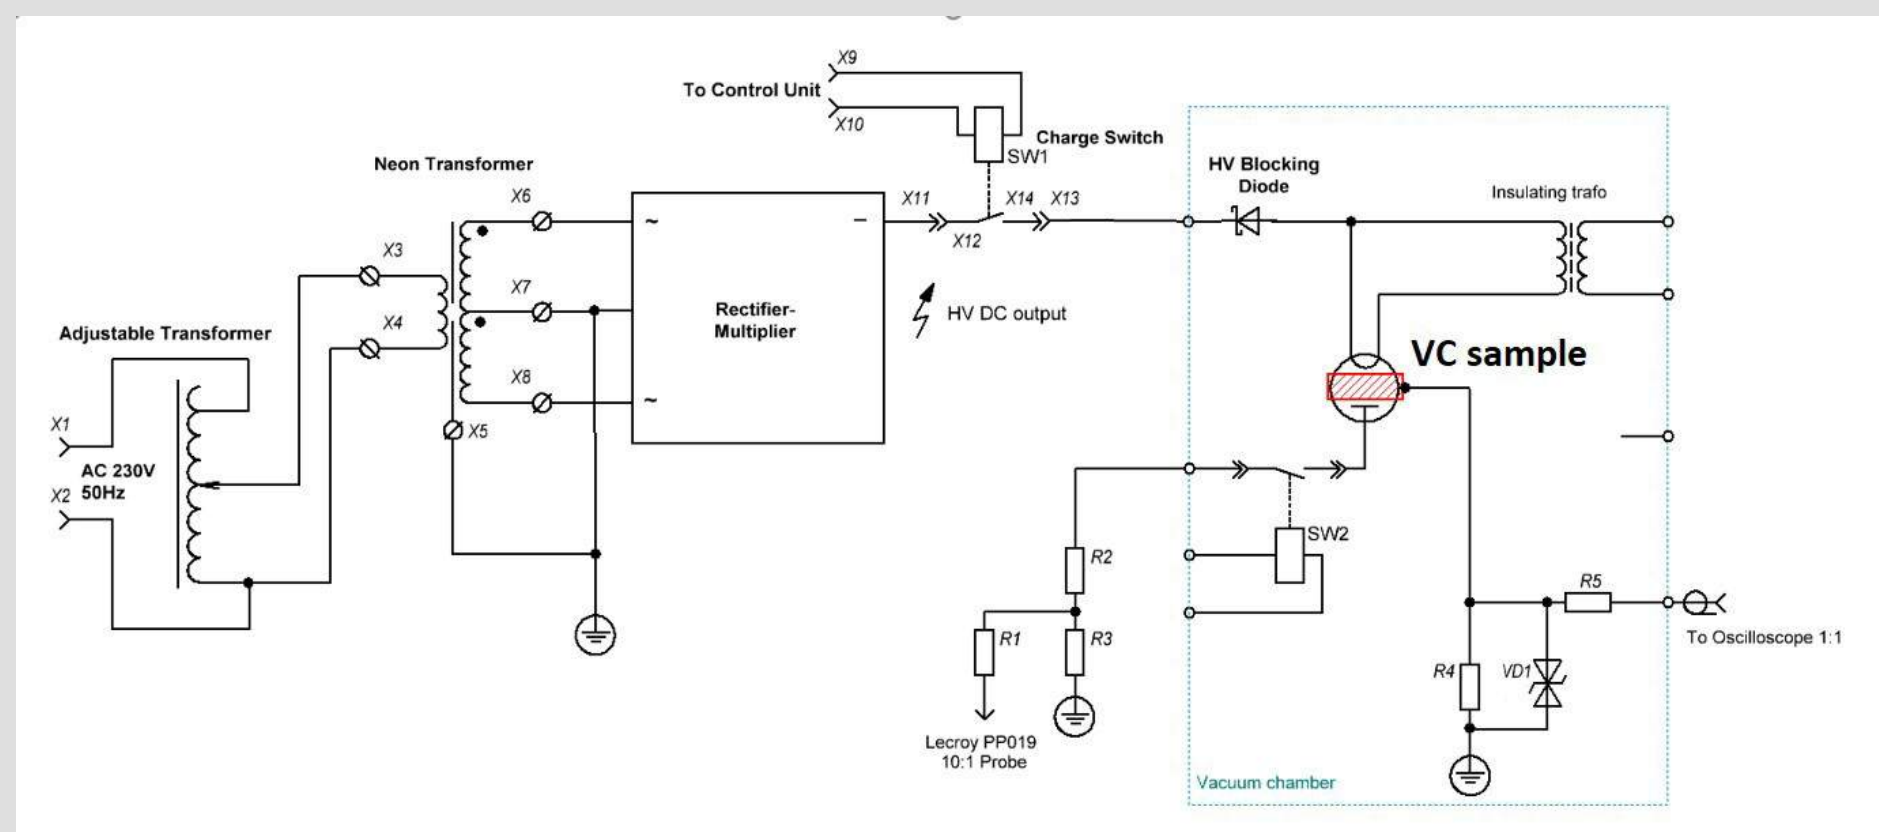 X9
To Control Unit
X10
Charge Switch
SW1
Neon Transformer
HV Blocking
Diode
Insulating trafo
X6
~
−
X11
X14
X13
X12
X3
X7
Rectifier-
Multiplier
HV DC output
X4
Adjustable Transformer
VC sample
X8
~
X5
X1
AC 230V
X2
50Hz
SW2
R2
R5
R1
R3
To Oscilloscope 1:1
R4
VD1
Lecroy PP019
10:1 Probe
Vacuum chamber